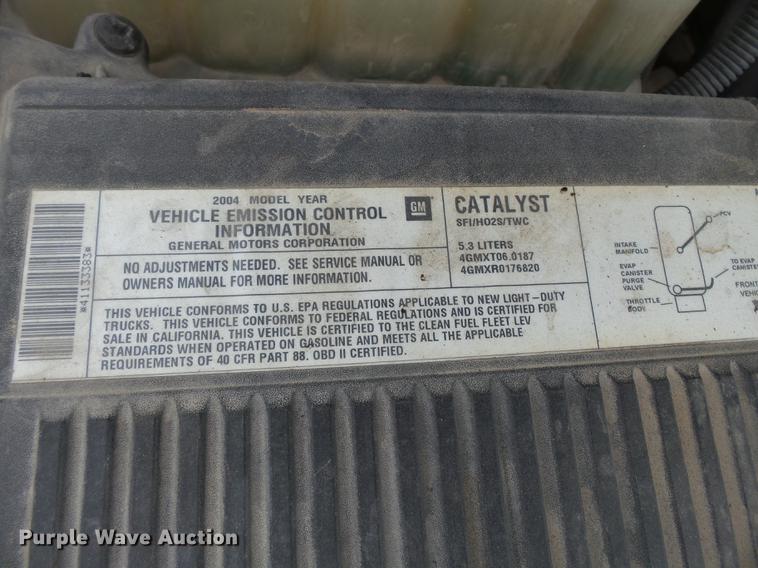 *41133383*
2004 MODEL YEAR
VEHICLE EMISSION CONTROL
INFORMATION
GENERAL MOTORS CORPORATION
GM
NO ADJUSTMENTS NEEDED. SEE SERVICE MANUAL OR
OWNERS MANUAL FOR MORE INFORMATION.
CATALYST
SFI/HO2S/TWC
5.3 LITERS
4GMXT06.0187
4GMXR0176820
THIS VEHICLE CONFORMS TO U.S. EPA REGULATIONS APPLICABLE TO NEW LIGHT-DUTY
TRUCKS. THIS VEHICLE CONFORMS TO FEDERAL REGULATIONS AND IS CERTIFIED FOR
SALE IN CALIFORNIA. THIS VEHICLE IS CERTIFIED TO THE CLEAN FUEL FLEET LEV
STANDARDS WHEN OPERATED ON GASOLINE AND MEETS ALL THE APPLICABLE
REQUIREMENTS OF 40 CFR PART 88. OBD II CERTIFIED.
PCV
INTAKE
MANIFOLD
EVAP
CANISTER
PURGE
VALVE
THROTTLE
BODY
TO EVAP
CANISTE
FRONT
VEHIC
Purple Wave Auction